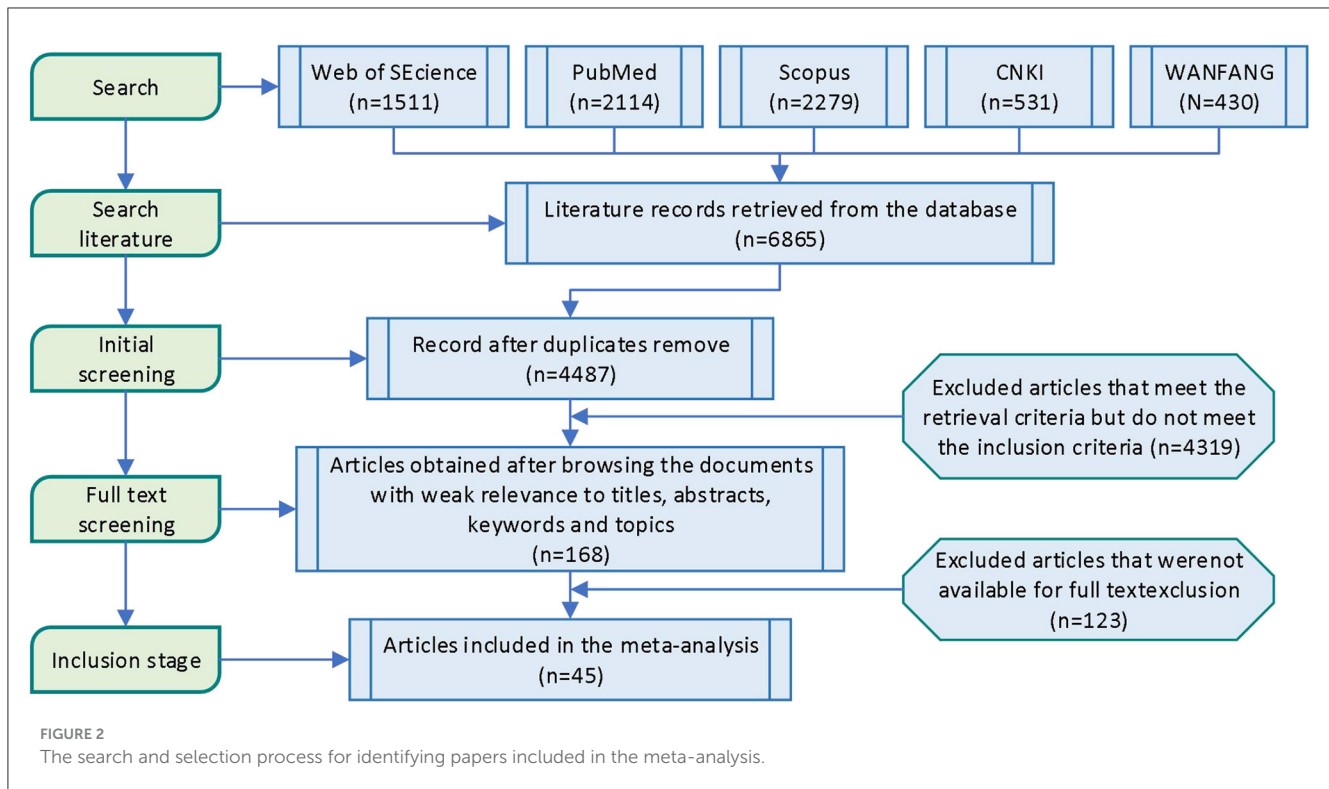 Search
Web of SEcience
(n=1511)
PubMed
(n=2114)
Scopus
(n=2279)
CNKI
(n=531)
WANFANG
(N=430)
Search
literature
Literature records retrieved from the database
(n=6865)
Initial
screening
Record after duplicates remove
(n=4487)
Excluded articles that meet the
retrieval criteria but do not meet
the inclusion criteria (n=4319)
Full text
screening
Articles obtained after browsing the documents
with weak relevance to titles, abstracts,
keywords and topics
(n=168)
Excluded articles that werenot
available for full textexclusion
(n=123)
Inclusion stage
Articles included in the meta-analysis
(n=45)
FIGURE 2
The search and selection process for identifying papers included in the meta-analysis.